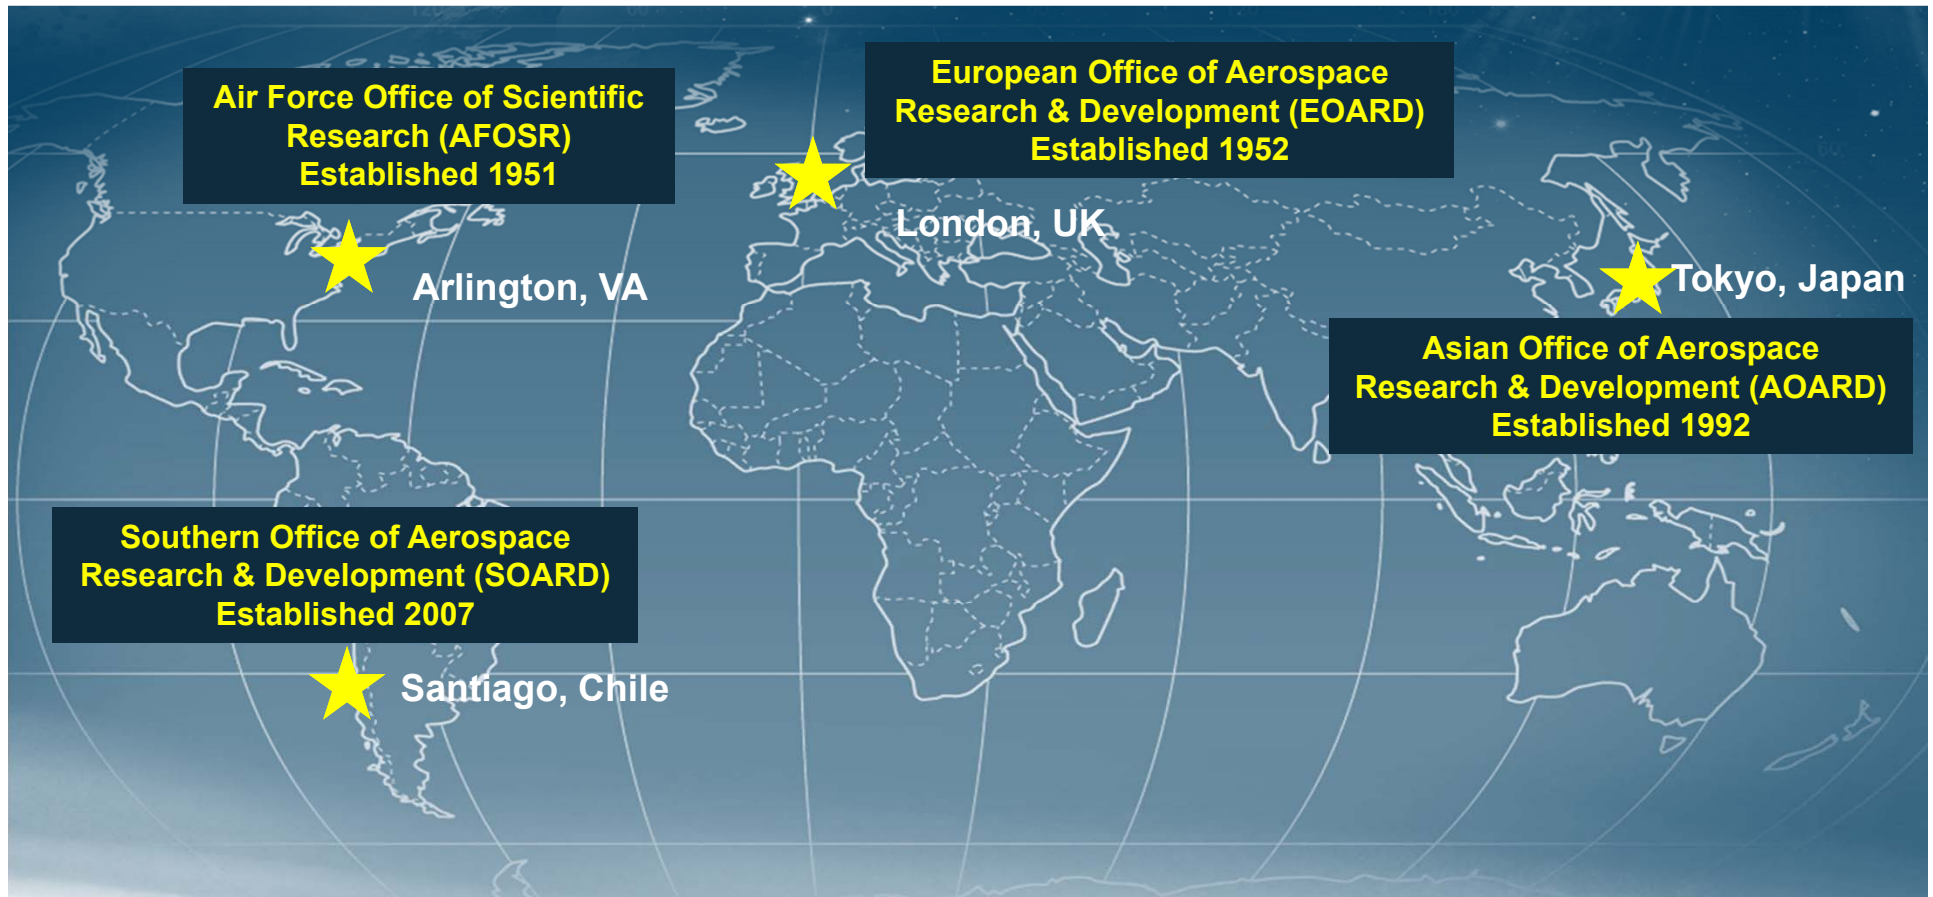 Air Force Office of Scientific
Research (AFOSR)
Established 1951
Arlington, VA
European Office of Aerospace
Research & Development (EOARD)
Established 1952
London, UK
Tokyo, Japan
Asian Office of Aerospace
Research & Development (AOARD)
Established 1992
Southern Office of Aerospace
Research & Development (SOARD)
Established 2007
Santiago, Chile